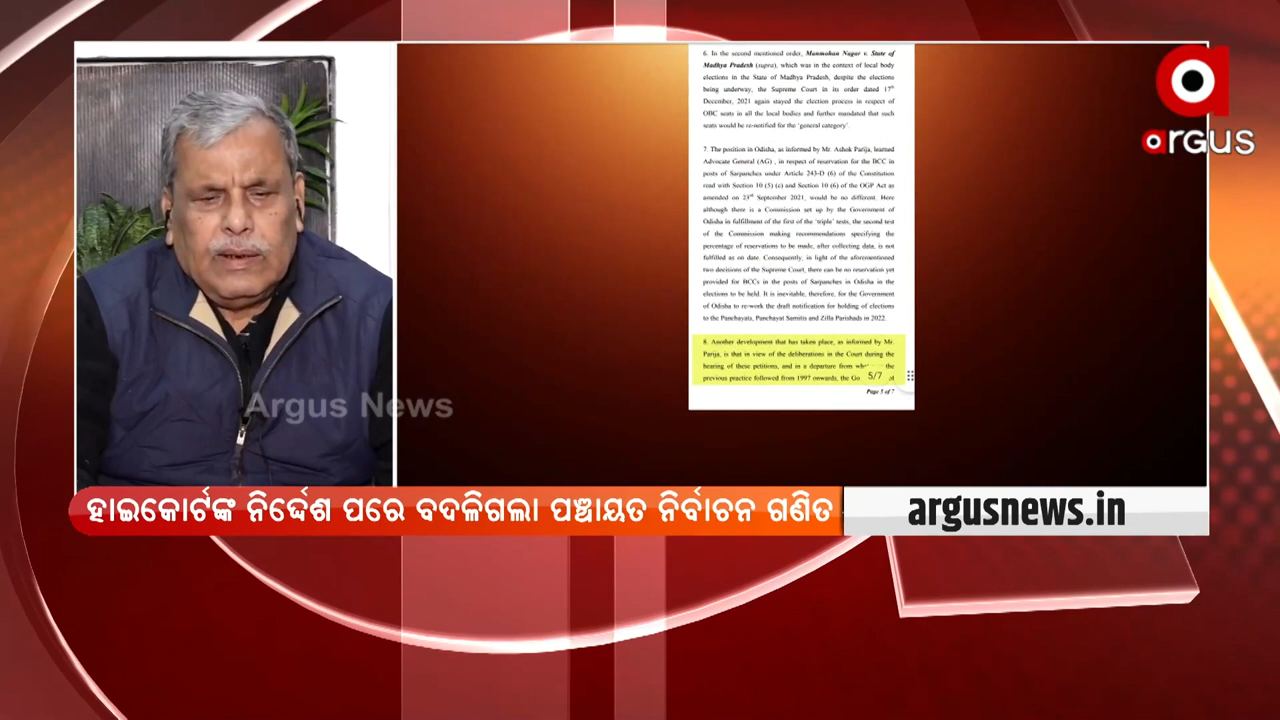 6. In the second mentioned order, Manmohan Nagar v. State of
Madhya Pradesh (supra), which was in the context of local body
elections in the State of Madhya Pradesh, despite the elections
being underway, the Supreme Court in its order dated 17th
December, 2021 again stayed the election process in respect of
OBC seats in all the local bodies and further mandated that such
seats would be re-notified for the 'general category'.
7. The position in Odisha, as informed by Mr. Ashok Parija, learned
Advocate General (AG) , in respect of reservation for the BCC in
posts of Sarpanches under Article 243-D (6) of the Constitution
read with Section 10 (5) (c) and Section 10 (6) of the OGP Act as
amended on 23rd September 2021, would be no different. Here
although there is a Commission set up by the Government of
Odisha in fulfillment of the first of the 'triple' tests, the second test
of the Commission making recommendations specifying the
percentage of reservations to be made, after collecting data, is not
fulfilled as on date. Consequently, in light of the aforementioned
two decisions of the Supreme Court, there can be no reservation yet
provided for BCCs in the posts of Sarpanches in Odisha in the
elections to be held. It is inevitable, therefore, for the Government
of Odisha to re-work the draft notification for holding of elections
to the Panchayats, Panchayat Samitis and Zilla Parishads in 2022.
8. Another development that has taken place, as informed by Mr.
Parija, is that in view of the deliberations in the Court during the
hearing of these petitions, and in a departure from the
previous practice followed from 1997 onwards, the
5/7
Page 5 of 7
argus
Argus News
ହାଇକୋର୍ଟଙ୍କ ନିର୍ଦ୍ଦେଶ ପରେ ବଦଳିଗଲା ପଞ୍ଚାୟତ ନିର୍ବାଚନ ଗଣିତ
argusnews.in